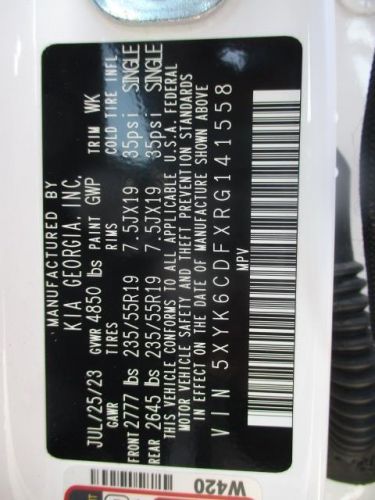 MANUFACTURED BY
KIA GEORGIA, INC.
JUL/25/23 GVWR 4850 lbs PAINT GWP TRIM WK
GAWR TIRES RIMS COLD TIRE INFL.
FRONT 2777 lbs 235/55R19 7.5JX19 35psi SINGLE
REAR 2645 lbs 235/55R19 7.5JX19 35psi SINGLE
THIS VEHICLE CONFORMS TO ALL APPLICABLE U.S.A. FEDERAL
MOTOR VEHICLE SAFETY AND THEFT PREVENTION STANDARDS
IN EFFECT ON THE DATE OF MANUFACTURE SHOWN ABOVE
VIN 5XYK6CDFXRG141558
MPV
W420